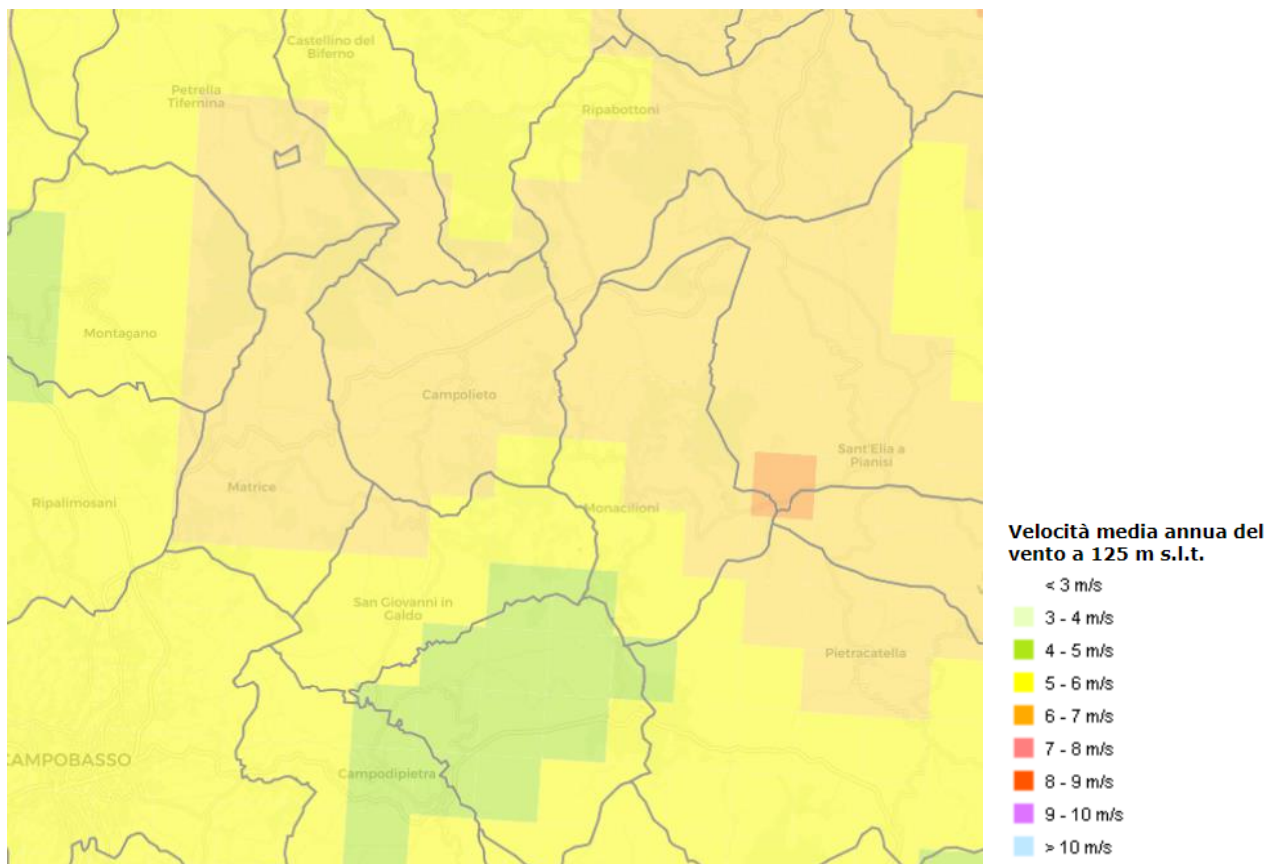 Castellino del
Biferno
Petrella
Tifernina
Ripabottoni
Montagano
Campolieto
Sant'Elia a
Pianisi
Matrice
Ripalimosani
Monacilioni
San Giovanni in
Galdo
Pietracatella
CAMPOBASSO
Campodipietra
Velocità media annua del
vento a 125 m s.l.t.
< 3 m/s
3 - 4 m/s
4 - 5 m/s
5 - 6 m/s
6 - 7 m/s
7 - 8 m/s
8 - 9 m/s
9 - 10 m/s
> 10 m/s